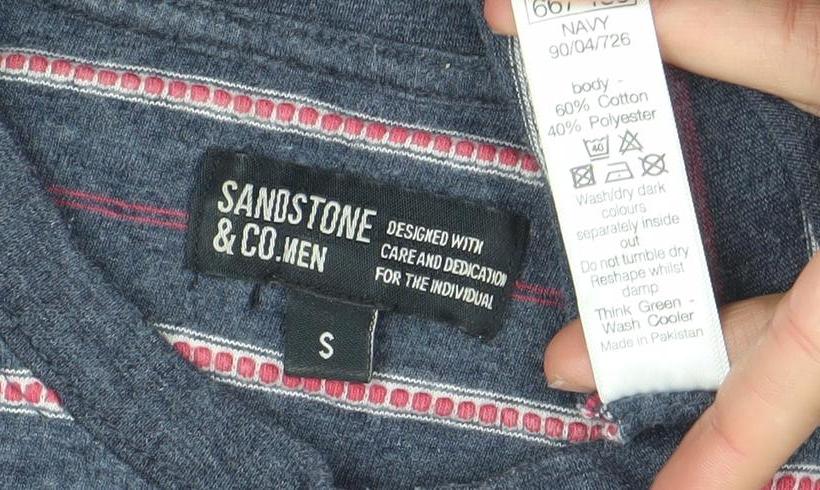 SANDSTONE
& CO.MEN
DESIGNED WITH
CARE AND DEDICATION
FOR THE INDIVIDUAL
S
NAVY
90/04/726
body -
60% Cotton
40% Polyester
40
Wash/dry dark
colours
separately inside
out
Do not tumble dry
Reshape whilst
damp
Think Green -
Wash Cooler
Made in Pakistan